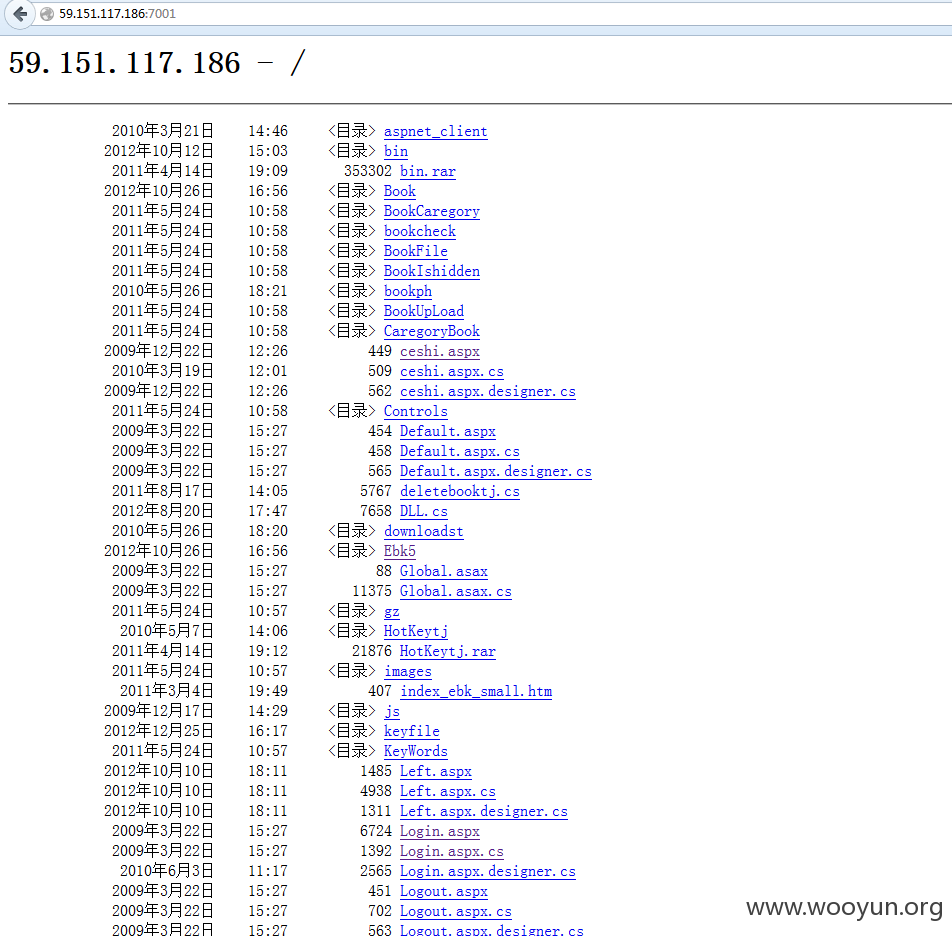 59.151.117.186:7001
59.151.117.186 - /
2010年3月21日 14:46 <目录> aspnet_client
2012年10月12日 15:03 <目录> bin
2011年4月14日 19:09 353302 bin.rar
2012年10月26日 16:56 <目录> Book
2011年5月24日 10:58 <目录> BookCaregory
2011年5月24日 10:58 <目录> bookcheck
2011年5月24日 10:58 <目录> BookFile
2011年5月24日 10:58 <目录> BookIshidden
2010年5月26日 18:21 <目录> bookph
2011年5月24日 10:58 <目录> BookUpLoad
2011年5月24日 10:58 <目录> CaregoryBook
2009年12月22日 12:26 449 ceshi.aspx
2010年3月19日 12:01 509 ceshi.aspx.cs
2009年12月22日 12:26 562 ceshi.aspx.designer.cs
2011年5月24日 10:58 <目录> Controls
2009年3月22日 15:27 454 Default.aspx
2009年3月22日 15:27 458 Default.aspx.cs
2009年3月22日 15:27 565 Default.aspx.designer.cs
2011年8月17日 14:05 5767 deletebooktj.cs
2012年8月20日 17:47 7658 DLL.cs
2010年5月26日 18:20 <目录> downloadst
2012年10月26日 16:56 <目录> Ebk5
2009年3月22日 15:27 88 Global.asax
2009年3月22日 15:27 11375 Global.asax.cs
2011年5月24日 10:57 <目录> gz
2010年5月7日 14:06 <目录> HotKeytj
2011年4月14日 19:12 21876 HotKeytj.rar
2011年5月24日 10:57 <目录> images
2011年3月4日 19:49 407 index_ebk_small.htm
2009年12月17日 14:29 <目录> js
2012年12月25日 16:17 <目录> keyfile
2011年5月24日 10:57 <目录> KeyWords
2012年10月10日 18:11 1485 Left.aspx
2012年10月10日 18:11 4938 Left.aspx.cs
2012年10月10日 18:11 1311 Left.aspx.designer.cs
2009年3月22日 15:27 6724 Login.aspx
2009年3月22日 15:27 1392 Login.aspx.cs
2010年6月3日 11:17 2565 Login.aspx.designer.cs
2009年3月22日 15:27 451 Logout.aspx
2009年3月22日 15:27 702 Logout.aspx.cs
2009年3月22日 15:27 563 Logout.aspx.designer.cs
www.wooyun.org